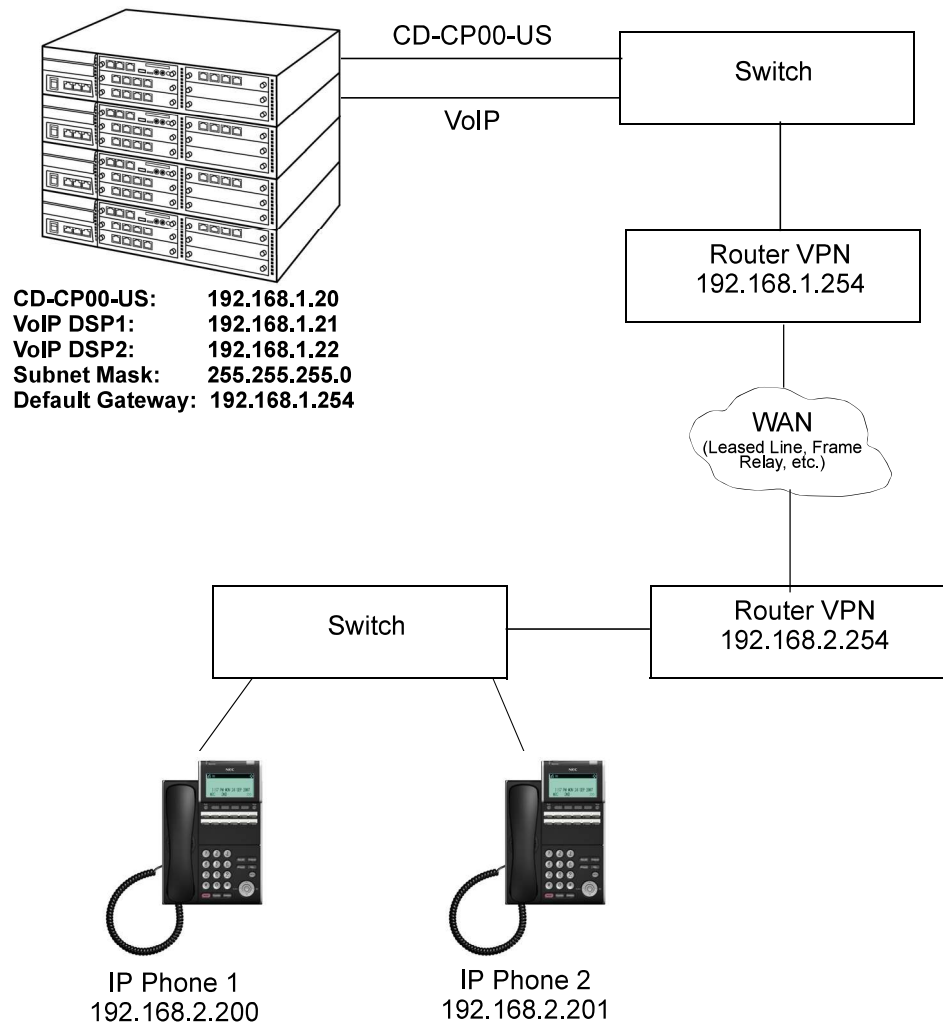 CD-CP00-US
VoIP
Switch
Router VPN
192.168.1.254
CD-CP00-US: 192.168.1.20
VoIP DSP1: 192.168.1.21
VoIP DSP2: 192.168.1.22
Subnet Mask: 255.255.255.0
Default Gateway: 192.168.1.254
WAN
(Leased Line, Frame
Relay, etc.)
Switch
Router VPN
192.168.2.254
NEC
NEC
IP Phone 1
192.168.2.200
IP Phone 2
192.168.2.201